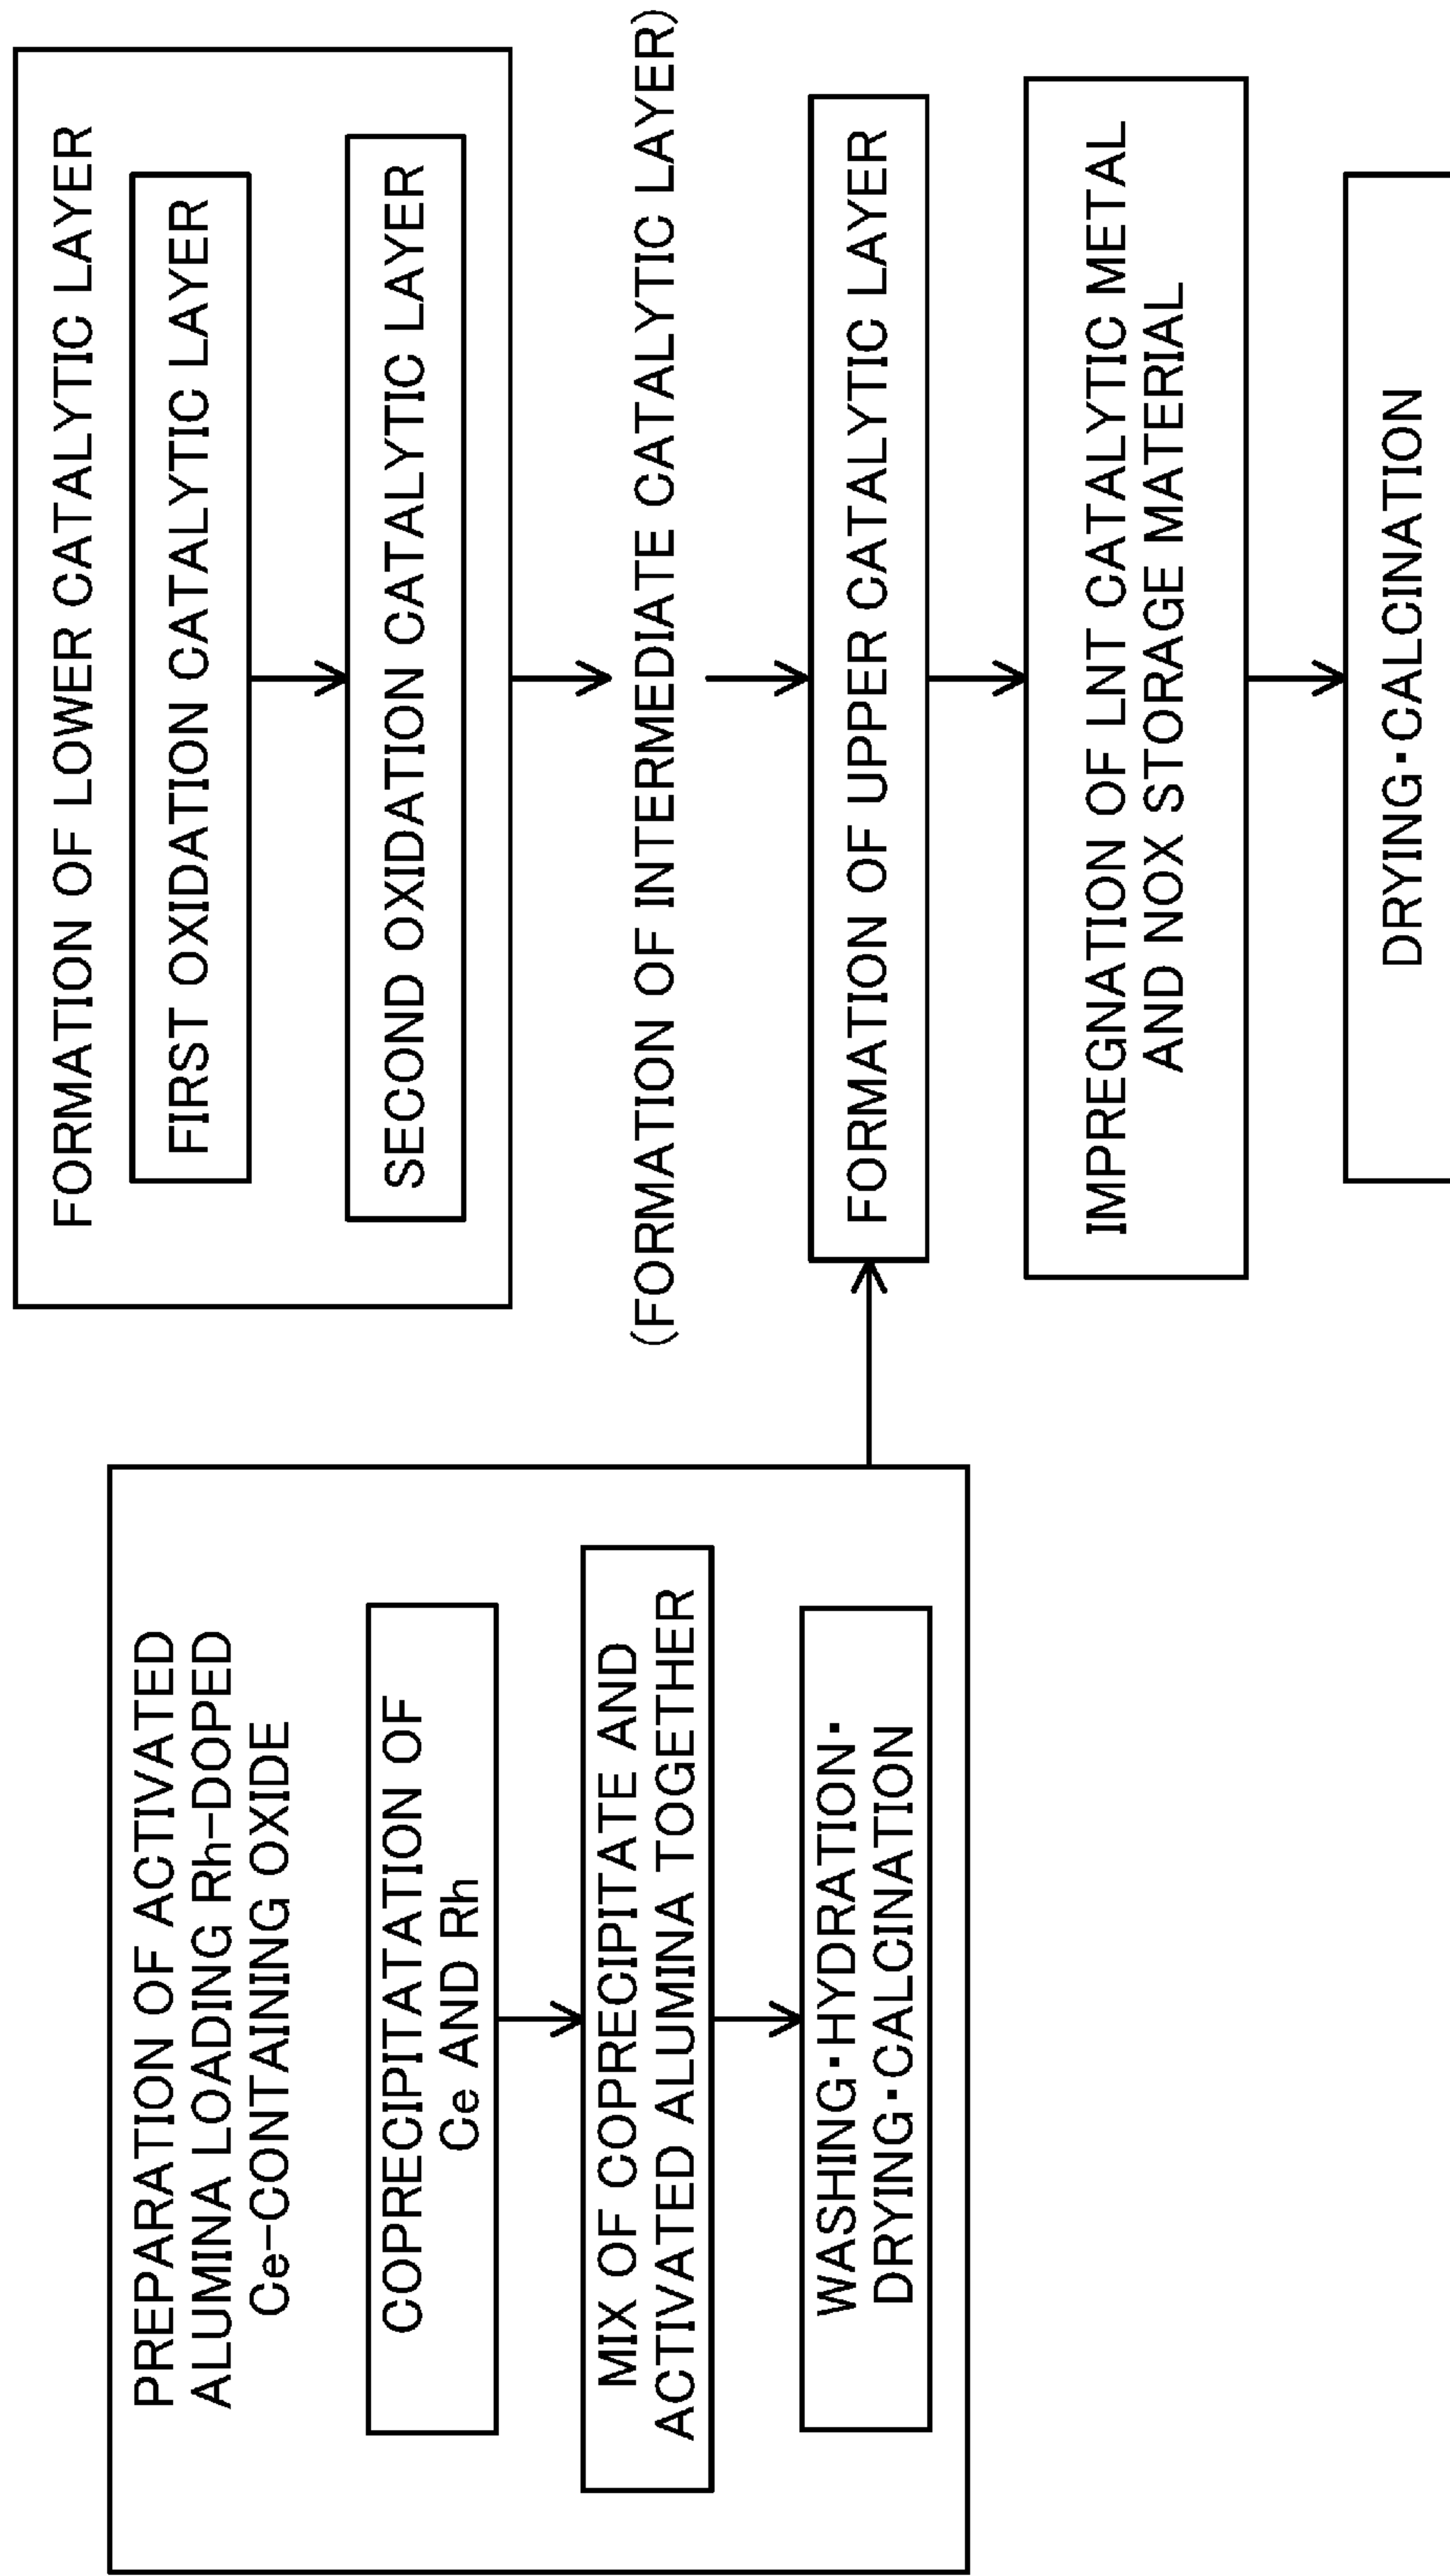 PREPARATION OF ACTIVATED
ALUMINA LOADING Rh-DOPED
Ce-CONTAINING OXIDE
COPRECIPITATATION OF
Ce AND Rh
MIX OF COPRECIPITATE AND
ACTIVATED ALUMINA TOGETHER
WASHING·HYDRATION·
DRYING·CALCINATION
FORMATION OF LOWER CATALYTIC LAYER
FIRST OXIDATION CATALYTIC LAYER
SECOND OXIDATION CATALYTIC LAYER
(FORMATION OF INTERMEDIATE CATALYTIC LAYER)
FORMATION OF UPPER CATALYTIC LAYER
IMPREGNATION OF LNT CATALYTIC METAL
AND NOX STORAGE MATERIAL
DRYING·CALCINATION